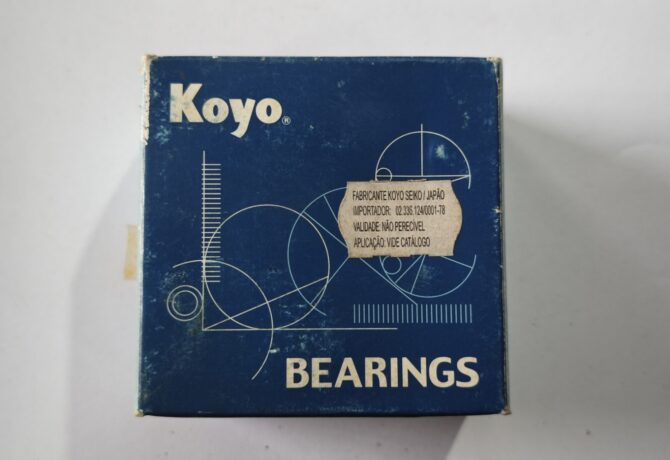 Koyo®
FABRICANTE KOYO SEIKO / JAPÃO
IMPORTADOR: 02.336.124/0001-78
VALIDADE: NÃO PERECÍVEL
APLICAÇÃO: VIDE CATÁLOGO
BEARINGS